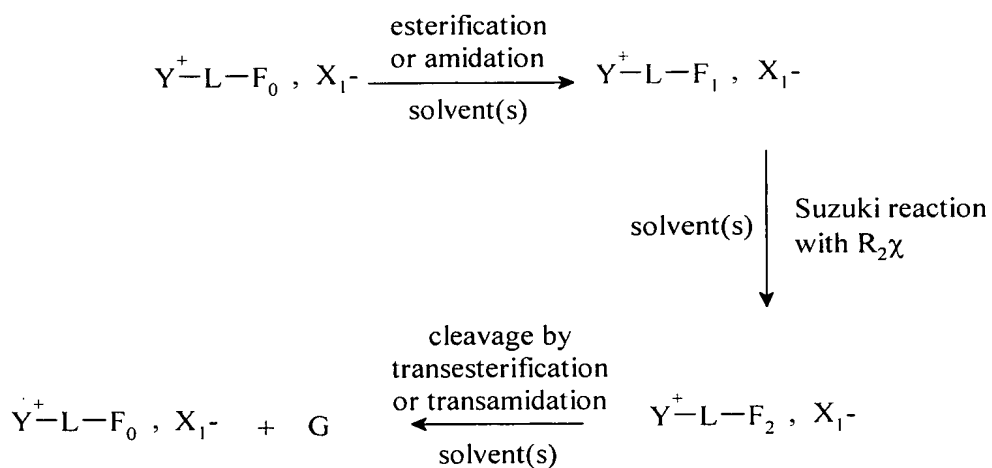 esterification
or amidation
Y+-L-F0 , X1-
solvent(s)
Y+-L-F1 , X1-
solvent(s)
Suzuki reaction
with R2χ
cleavage by
transesterification
or transamidation
Y+-L-F0 , X1- + G
solvent(s)
Y+-L-F2 , X1-